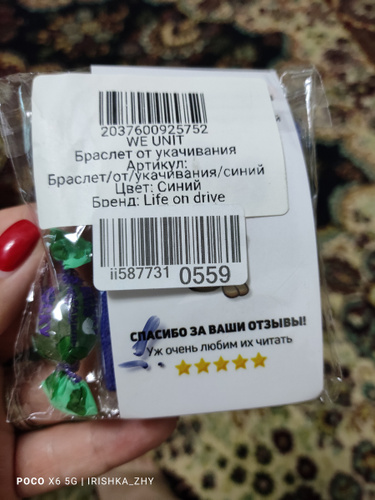 2037600925752
WE UNIT
Браслет от укачивания
Артикул:
Браслет/от/укачивания/синий
Цвет: Синий
Бренд: Life on drive
ii587731 0559
СПАСИБО ЗА ВАШИ ОТЗЫВЫ!
Уж очень любим их читать
POCO X6 5G | IRISHKA_ZHY